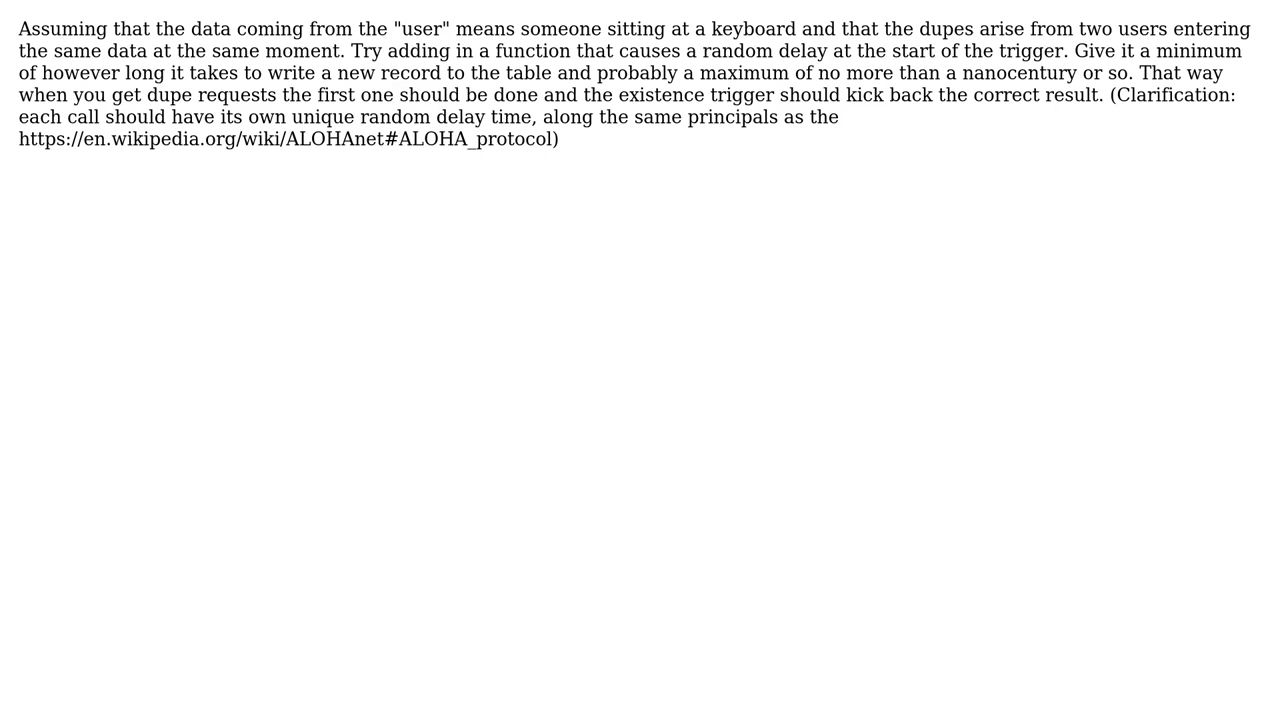 Assuming that the data coming from the "user" means someone sitting at a keyboard and that the dupes arise from two users entering
the same data at the same moment. Try adding in a function that causes a random delay at the start of the trigger. Give it a minimum
of however long it takes to write a new record to the table and probably a maximum of no more than a nanocentury or so. That way
when you get dupe requests the first one should be done and the existence trigger should kick back the correct result. (Clarification:
each call should have its own unique random delay time, along the same principals as the
https://en.wikipedia.org/wiki/ALOHAnet#ALOHA_protocol)